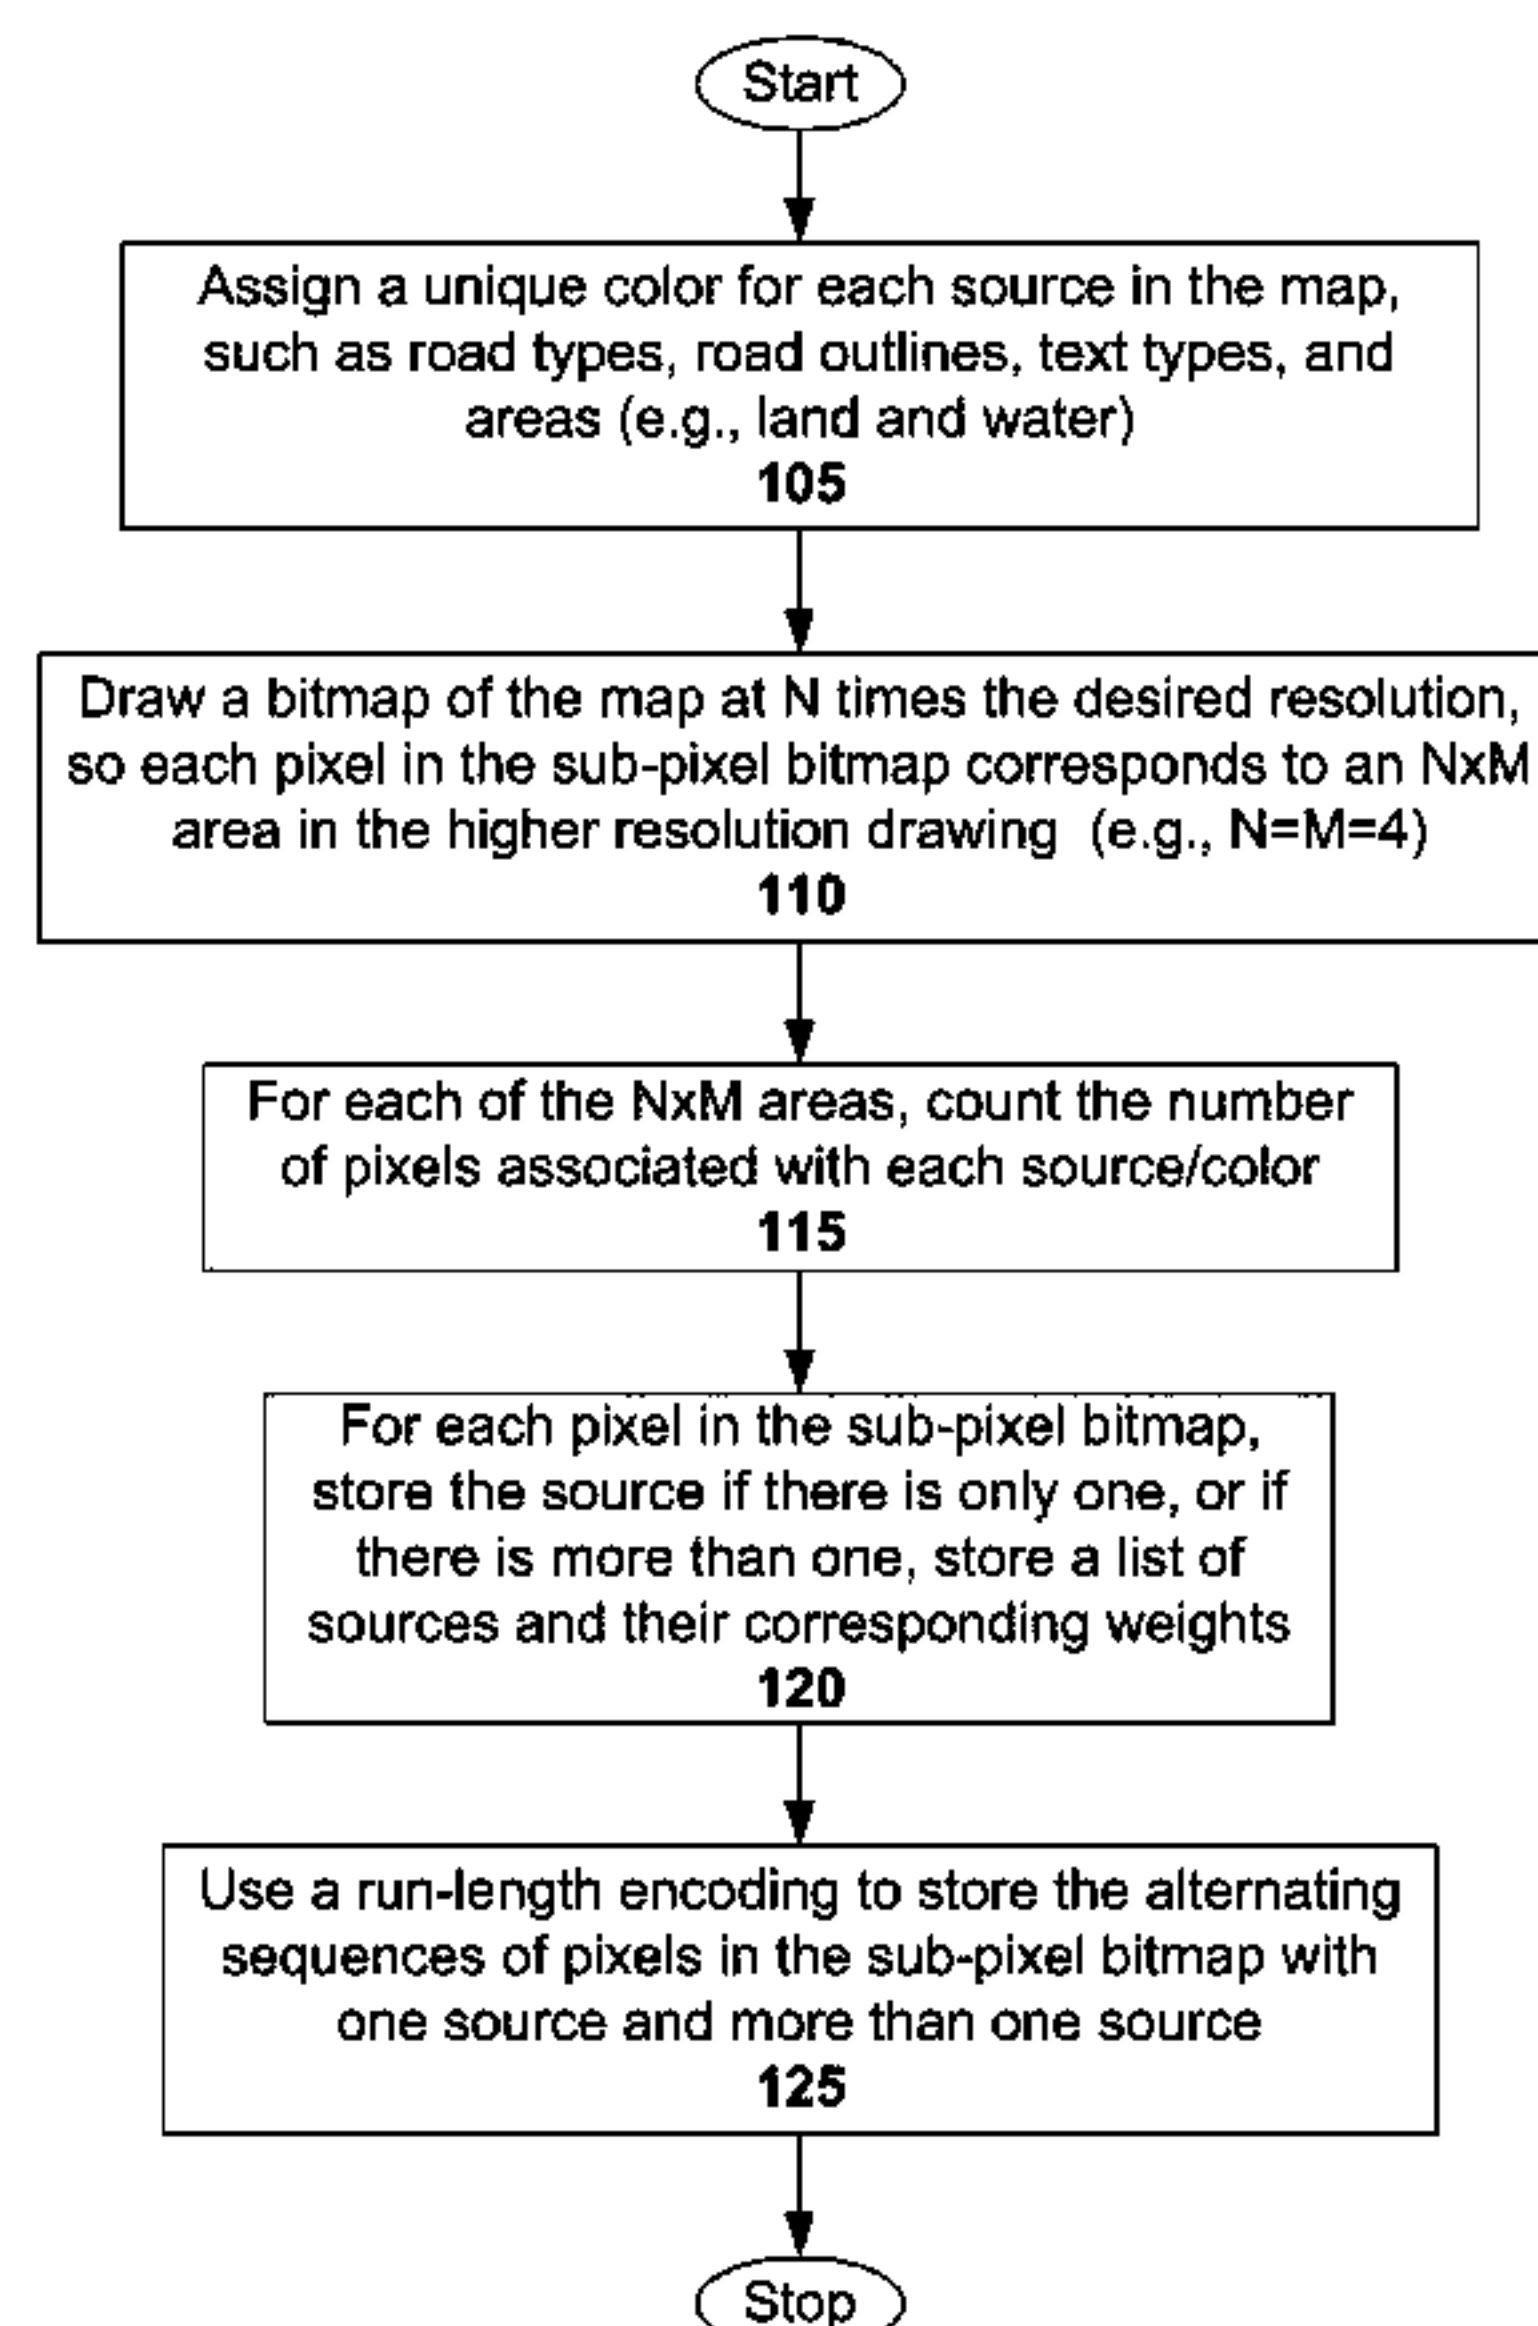 Start
Assign a unique color for each source in the map,
such as road types, road outlines, text types, and
areas (e.g., land and water)
105
Draw a bitmap of the map at N times the desired resolution,
so each pixel in the sub-pixel bitmap corresponds to an NxM
area in the higher resolution drawing (e.g., N=M=4)
110
For each of the NxM areas, count the number
of pixels associated with each source/color
115
For each pixel in the sub-pixel bitmap,
store the source if there is only one, or if
there is more than one, store a list of
sources and their corresponding weights
120
Use a run-length encoding to store the alternating
sequences of pixels in the sub-pixel bitmap with
one source and more than one source
125
Stop